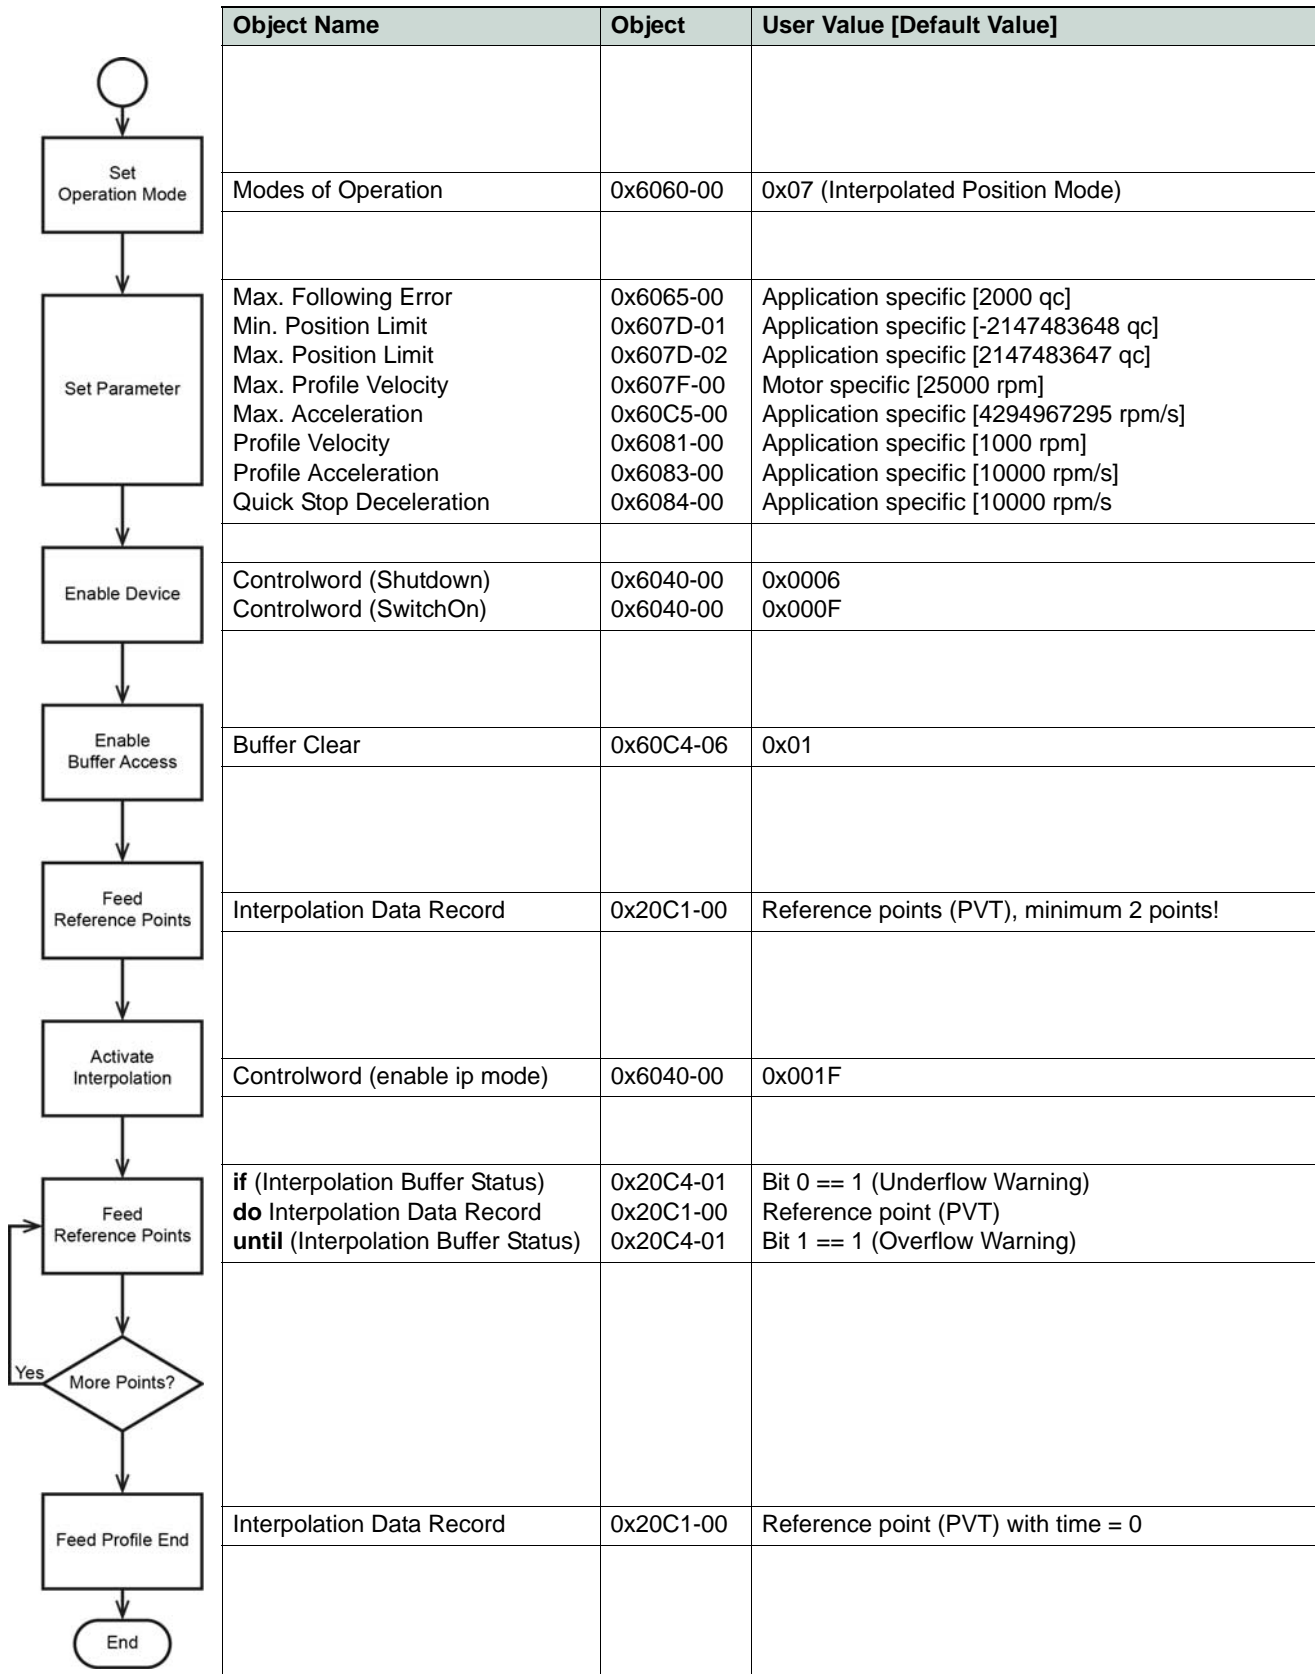 Object Name Object User Value [Default Value]
Set
Operation Mode
Modes of Operation 0x6060-00 0x07 (Interpolated Position Mode)
Set Parameter
Max. Following Error 0x6065-00 Application specific [2000 qc]
Min. Position Limit 0x607D-01 Application specific [-2147483648 qc]
Max. Position Limit 0x607D-02 Application specific [2147483647 qc]
Max. Profile Velocity 0x607F-00 Motor specific [25000 rpm]
Max. Acceleration 0x60C5-00 Application specific [4294967295 rpm/s]
Profile Velocity 0x6081-00 Application specific [1000 rpm]
Profile Acceleration 0x6083-00 Application specific [10000 rpm/s]
Quick Stop Deceleration 0x6084-00 Application specific [10000 rpm/s
Enable Device
Controlword (Shutdown) 0x6040-00 0x0006
Controlword (SwitchOn) 0x6040-00 0x000F
Enable
Buffer Access
Buffer Clear 0x60C4-06 0x01
Feed
Reference Points
Interpolation Data Record 0x20C1-00 Reference points (PVT), minimum 2 points!
Activate
Interpolation
Controlword (enable ip mode) 0x6040-00 0x001F
Feed
Reference Points
if (Interpolation Buffer Status) 0x20C4-01 Bit 0 == 1 (Underflow Warning)
do Interpolation Data Record 0x20C1-00 Reference point (PVT)
until (Interpolation Buffer Status) 0x20C4-01 Bit 1 == 1 (Overflow Warning)
Yes
More Points?
Feed Profile End
Interpolation Data Record 0x20C1-00 Reference point (PVT) with time = 0
End